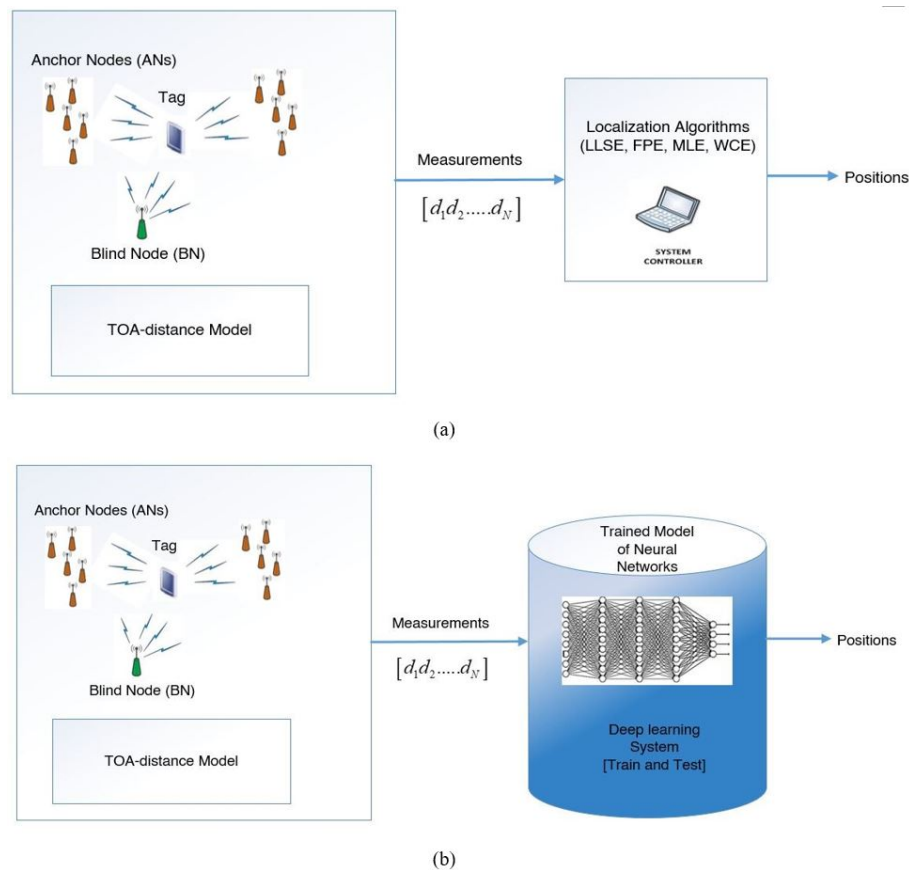 Anchor Nodes (ANs)
Tag
Blind Node (BN)
TOA-distance Model
Measurements
[d₁d₂.....d_N]
Localization Algorithms
(LLSE, FPE, MLE, WCE)
SYSTEM
CONTROLLER
Positions
(a)
Anchor Nodes (ANs)
Tag
Blind Node (BN)
TOA-distance Model
Measurements
[d₁d₂.....d_N]
Trained Model
of Neural
Networks
Deep learning
System
[Train and Test]
Positions
(b)